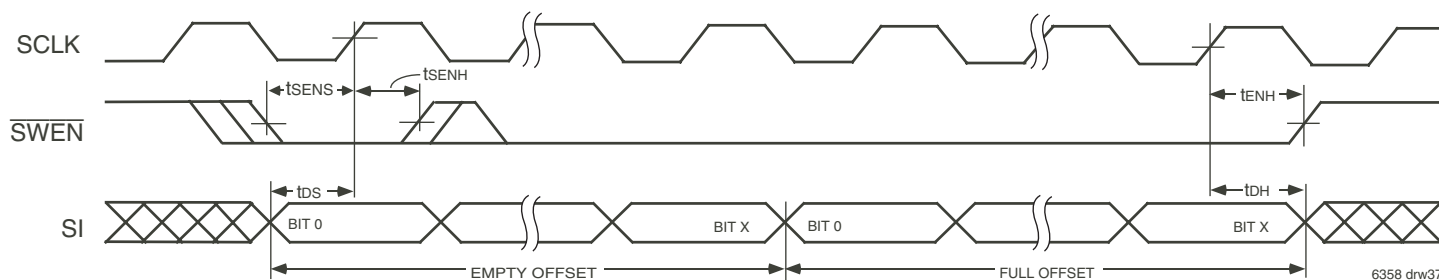 SCLK
tSENS
tSENH
tENH
SWEN
tDS
tDH
SI
BIT 0
BIT X
BIT 0
BIT X
EMPTY OFFSET
FULL OFFSET
6358 drw37